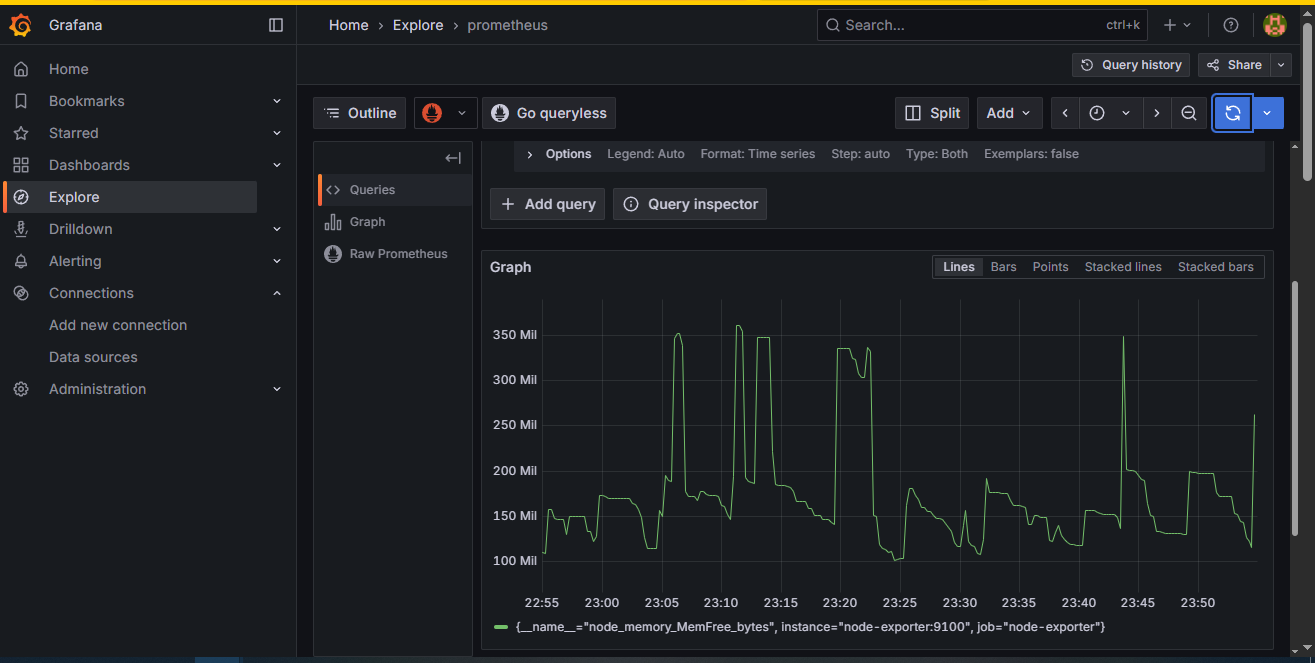 Grafana
Home › Explore › prometheus
Search...
ctrl+k
Query history
Share
Home
Bookmarks
Starred
Dashboards
Explore
Drilldown
Alerting
Connections
Add new connection
Data sources
Administration
Outline
Go queryless
Split
Add
Queries
Graph
Raw Prometheus
Options Legend: Auto Format: Time series Step: auto Type: Both Exemplars: false
+ Add query
Query inspector
Graph
Lines Bars Points Stacked lines Stacked bars
350 Mil
300 Mil
250 Mil
200 Mil
150 Mil
100 Mil
22:55 23:00 23:05 23:10 23:15 23:20 23:25 23:30 23:35 23:40 23:45 23:50
{__name__="node_memory_MemFree_bytes", instance="node-exporter:9100", job="node-exporter"}